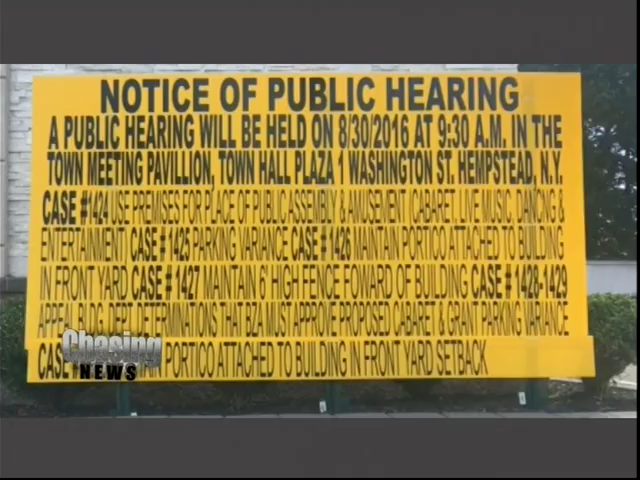 NOTICE OF PUBLIC HEARING
A PUBLIC HEARING WILL BE HELD ON 8/30/2016 AT 9:30 A.M. IN THE
TOWN MEETING PAVILLION, TOWN HALL PLAZA 1 WASHINGTON ST. HEMPSTEAD, N.Y.
CASE #1424 USE PREMISES FOR PLACE OF PUBLIC ASSEMBLY & AMUSEMENT (CABARET, LIVE MUSIC, DANCING &
ENTERTAINMENT) CASE # 1425 PARKING VARIANCE CASE # 1426 MAINTAIN PORTICO ATTACHED TO BUILDING
IN FRONT YARD CASE # 1427 MANTAIN 6' HIGH FENCE FOWARD OF BUILDING CASE # 1428-1429
APPEAL BLDG. DEPT. DETERMINATIONS THAT BZA MUST APPROVE PROPOSED CABARET & GRANT PARKING VARIANCE
CASE PORTICO ATTACHED TO BUILDING IN FRONT YARD SETBACK
Chasing
NEWS